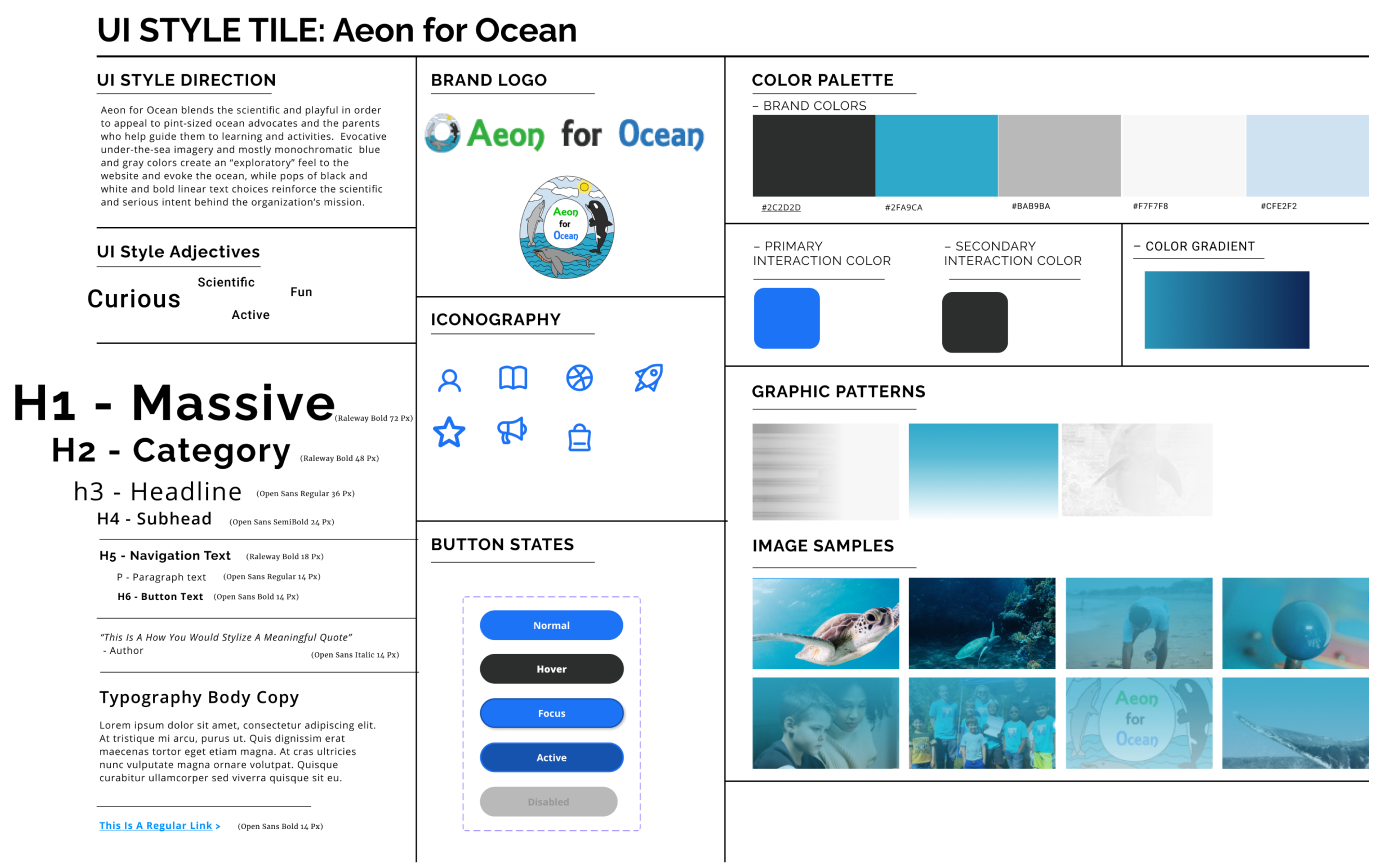 UI STYLE TILE: Aeon for Ocean
UI STYLE DIRECTION
Aeon for Ocean blends the scientific and playful in order
to appeal to pint-sized ocean advocates and the parents
who help guide them to learning and activities.  Evocative
under-the-sea imagery and mostly monochromatic  blue
and gray colors create an “exploratory” feel to the
website and evoke the ocean, while pops of black and
white and bold linear text choices reinforce the scientific
and serious intent behind the organization’s mission.
UI Style Adjectives
Scientific
Curious
Fun
Active
H1 - Massive (Raleway Bold 72 Px)
H2 - Category (Raleway Bold 48 Px)
h3 - Headline (Open Sans Regular 36 Px)
H4 - Subhead (Open Sans SemiBold 24 Px)
H5 - Navigation Text (Raleway Bold 18 Px)
P - Paragraph text (Open Sans Regular 14 Px)
H6 - Button Text (Open Sans Bold 14 Px)
“This Is A How You Would Stylize A Meaningful Quote”
- Author
(Open Sans Italic 14 Px)
Typography Body Copy
Lorem ipsum dolor sit amet, consectetur adipiscing elit.
At tristique mi arcu, purus ut. Quis dignissim erat
maecenas tortor eget etiam magna. At cras ultricies
nunc vulputate magna ornare volutpat. Quisque
curabitur ullamcorper sed viverra quisque sit eu.
This Is A Regular Link > (Open Sans Bold 14 Px)
BRAND LOGO
Aeon for Ocean
Aeon
for
Ocean
ICONOGRAPHY
BUTTON STATES
Normal
Hover
Focus
Active
Disabled
COLOR PALETTE
– BRAND COLORS
#2C2D2D
#2FA9CA
#BAB9BA
#F7F7F8
#CFE2F2
– PRIMARY
INTERACTION COLOR
– SECONDARY
INTERACTION COLOR
– COLOR GRADIENT
GRAPHIC PATTERNS
IMAGE SAMPLES
Aeon
for
Ocean